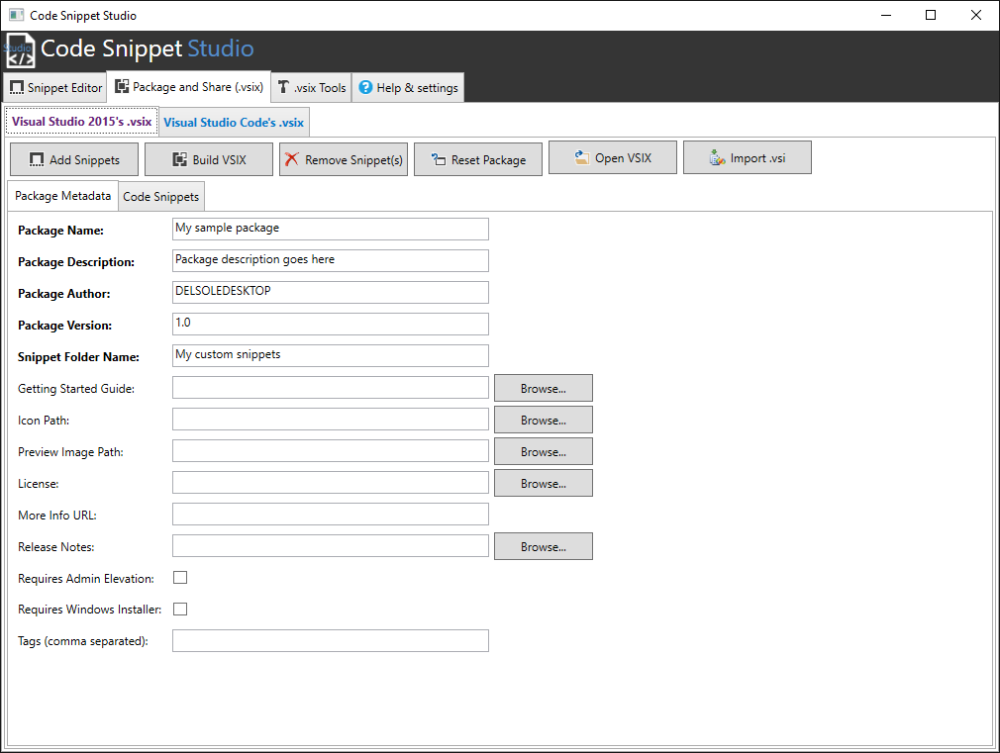 Code Snippet Studio
Studio Code Snippet Studio
Snippet Editor Package and Share (.vsix) .vsix Tools Help & settings
Visual Studio 2015's .vsix Visual Studio Code's .vsix
Add Snippets Build VSIX Remove Snippet(s) Reset Package Open VSIX Import .vsi
Package Metadata Code Snippets
Package Name: My sample package
Package Description: Package description goes here
Package Author: DELSOLEDESKTOP
Package Version: 1.0
Snippet Folder Name: My custom snippets
Getting Started Guide: Browse...
Icon Path: Browse...
Preview Image Path: Browse...
License: Browse...
More Info URL:
Release Notes: Browse...
Requires Admin Elevation:
Requires Windows Installer:
Tags (comma separated):